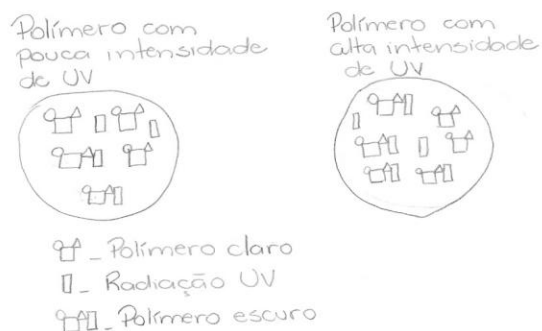 Polímero com
pouca intensidade
de UV
Polímero com
alta intensidade
de UV
- Polímero claro
- Radiação UV
- Polímero escuro